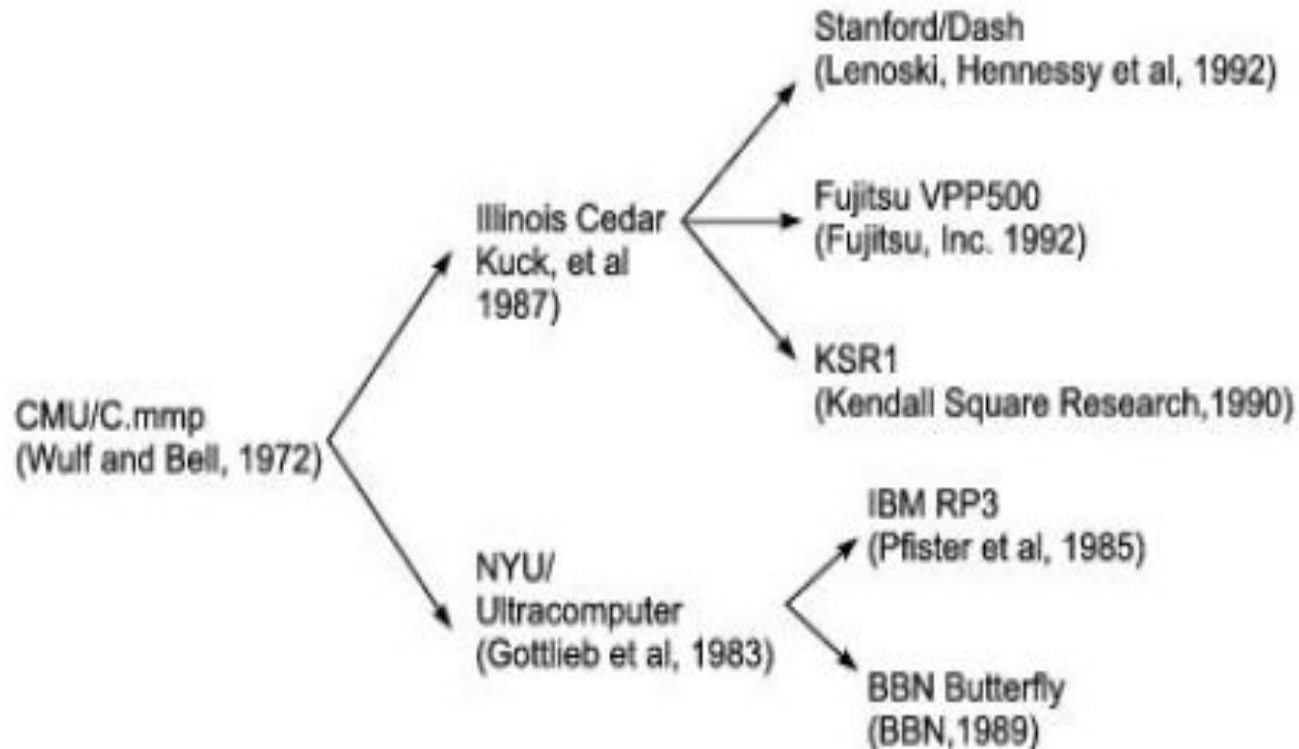 Stanford/Dash
(Lenoski, Hennessy et al, 1992)
Fujitsu VPP500
(Fujitsu, Inc. 1992)
Illinois Cedar
Kuck, et al
1987)
KSR1
(Kendall Square Research,1990)
CMU/C.mmp
(Wulf and Bell, 1972)
IBM RP3
(Pfister et al, 1985)
NYU/
Ultracomputer
(Gottlieb et al, 1983)
BBN Butterfly
(BBN,1989)